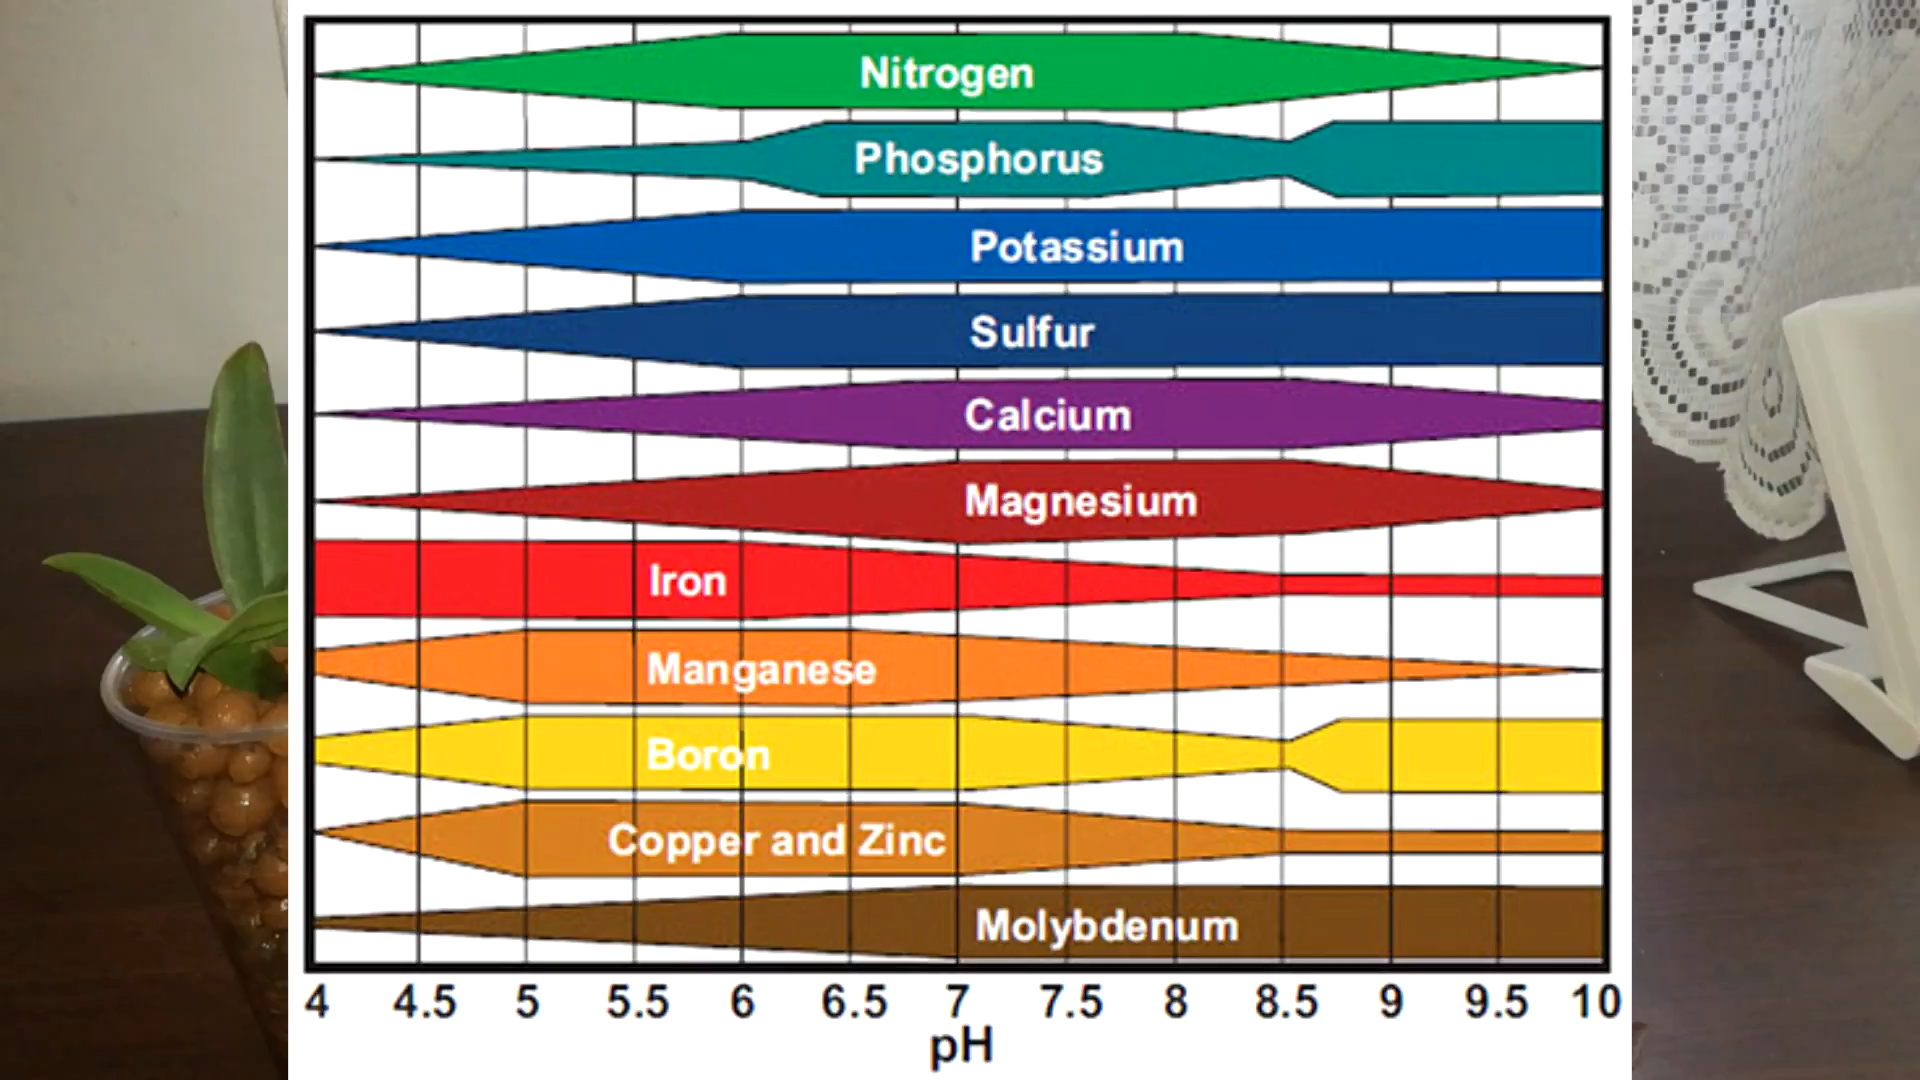 Nitrogen
Phosphorus
Potassium
Sulfur
Calcium
Magnesium
Iron
Manganese
Boron
Copper and Zinc
Molybdenum
4 4.5 5 5.5 6 6.5 7 7.5 8 8.5 9 9.5 10
pH